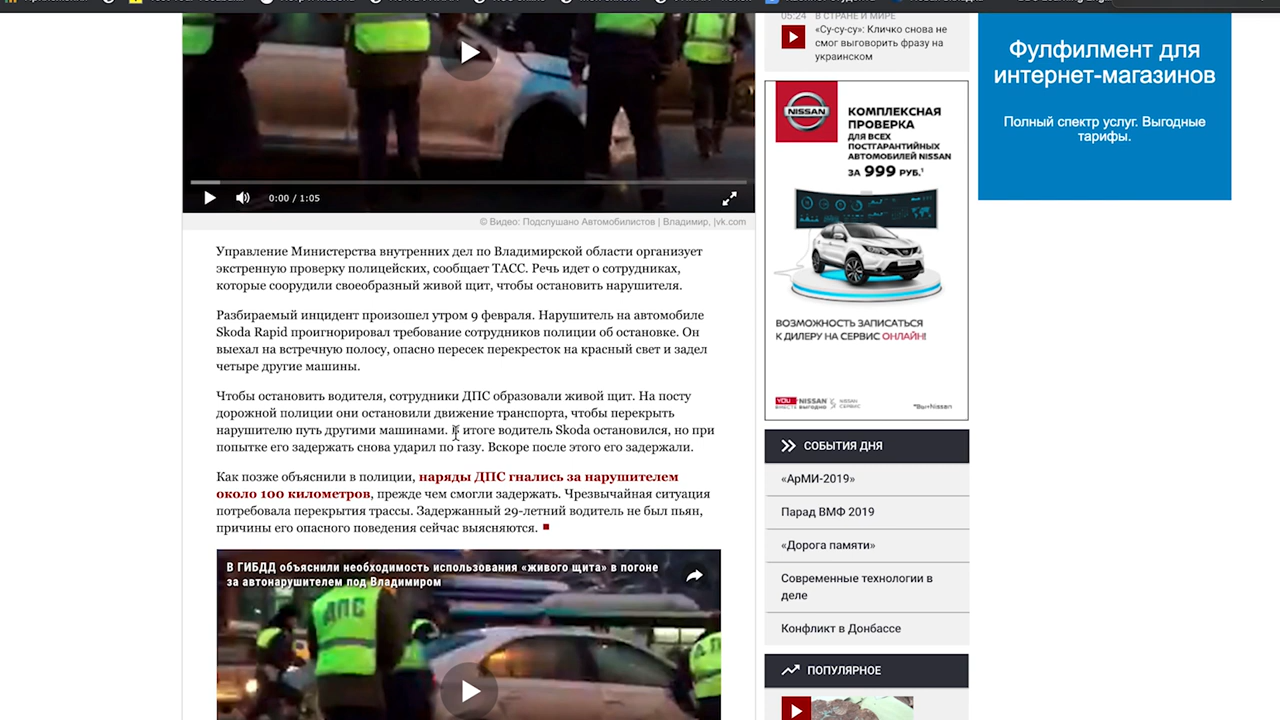 0:00 / 1:05
© Видео: Подслушано Автомобилистов | Владимир, |vk.com
Управление Министерства внутренних дел по Владимирской области организует
экстренную проверку полицейских, сообщает ТАСС. Речь идет о сотрудниках,
которые соорудили своеобразный живой щит, чтобы остановить нарушителя.
Разбираемый инцидент произошел утром 9 февраля. Нарушитель на автомобиле
Skoda Rapid проигнорировал требование сотрудников полиции об остановке. Он
выехал на встречную полосу, опасно пересек перекресток на красный свет и задел
четыре другие машины.
Чтобы остановить водителя, сотрудники ДПС образовали живой щит. На посту
дорожной полиции они остановили движение транспорта, чтобы перекрыть
нарушителю путь другими машинами. В итоге водитель Skoda остановился, но при
попытке его задержать снова ударил по газу. Вскоре после этого его задержали.
Как позже объяснили в полиции, наряды ДПС гнались за нарушителем
около 100 километров, прежде чем смогли задержать. Чрезвычайная ситуация
потребовала перекрытия трассы. Задержанный 29-летний водитель не был пьян,
причины его опасного поведения сейчас выясняются.
В ГИБДД объяснили необходимость использования «живого щита» в погоне
за автонарушителем под Владимиром
ДПС
05:24 В СТРАНЕ И МИРЕ
«Су-су-су»: Кличко снова не
смог выговорить фразу на
украинском
NISSAN
КОМПЛЕКСНАЯ
ПРОВЕРКА
ДЛЯ ВСЕХ
ПОСТГАРАНТИЙНЫХ
АВТОМОБИЛЕЙ NISSAN
ЗА 999 РУБ.¹
ВОЗМОЖНОСТЬ ЗАПИСАТЬСЯ
К ДИЛЕРУ НА СЕРВИС ОНЛАЙН!
YOU NISSAN
ВМЕСТЕ ВЫГОДНО
NISSAN
СЕРВИС
СОБЫТИЯ ДНЯ
«АрМИ-2019»
Парад ВМФ 2019
«Дорога памяти»
Современные технологии в
деле
Конфликт в Донбассе
ПОПУЛЯРНОЕ
Фулфилмент для
интернет-магазинов
Полный спектр услуг. Выгодные
тарифы.